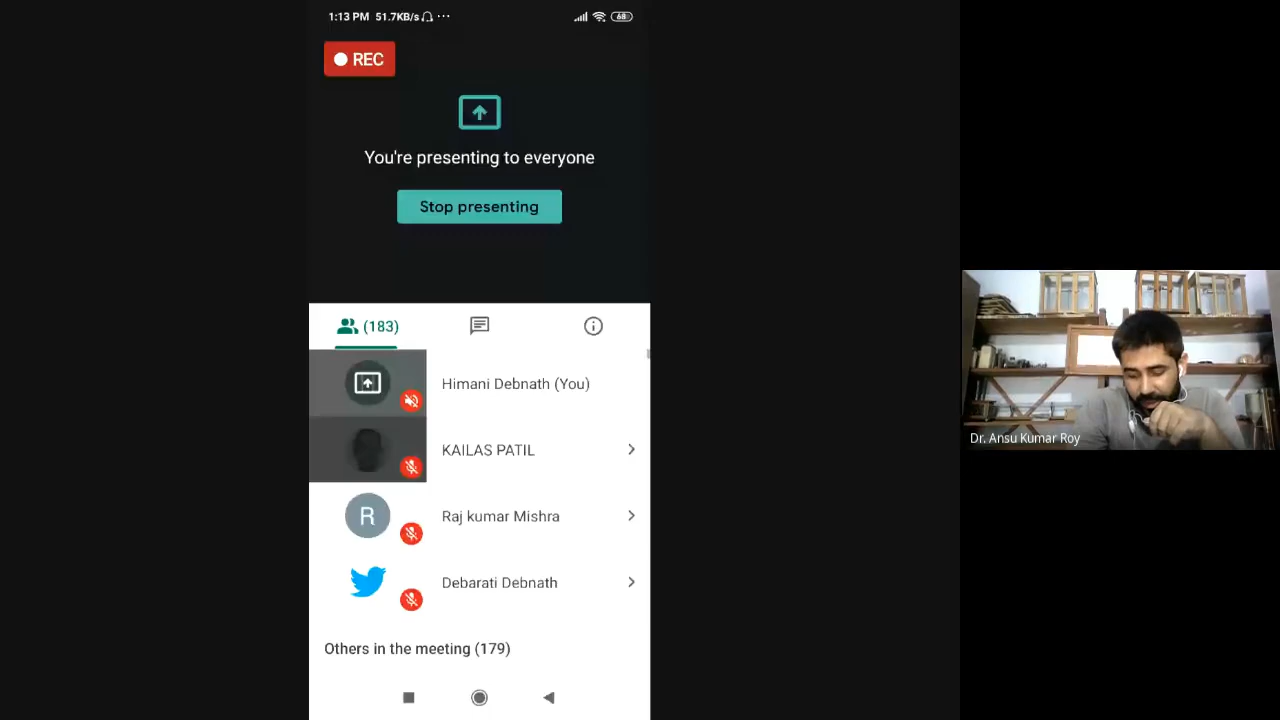 1:13 PM 51.7KB/s ... 68
REC
You're presenting to everyone
Stop presenting
(183)
Himani Debnath (You)
KAILAS PATIL
R
Raj kumar Mishra
Debarati Debnath
Others in the meeting (179)
Dr. Ansu Kumar Roy